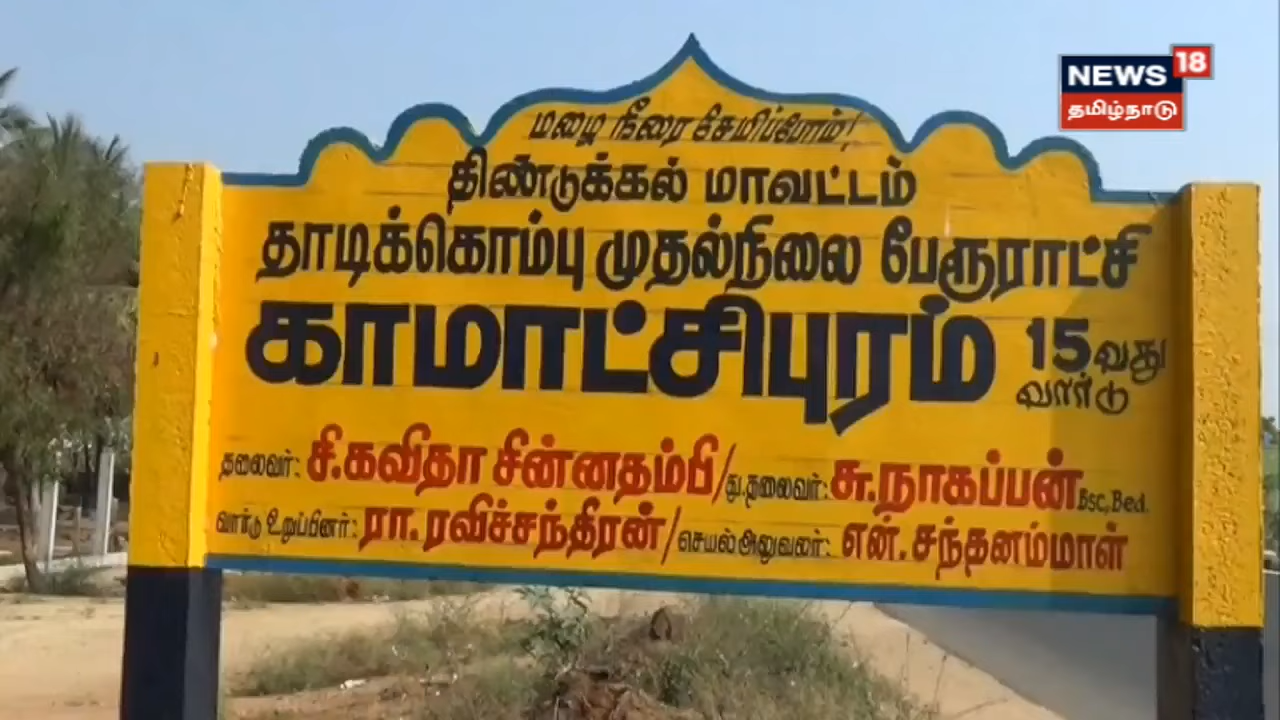 மழை நீரை சேமிப்போம்!
திண்டுக்கல் மாவட்டம்
தாடிக்கொம்பு முதல்நிலை பேரூராட்சி
காமாட்சிபுரம் 15வது வார்டு
தலைவர்: சி.கவிதா சின்னதம்பி/து.தலைவர்: சு.நாகப்பன் Bsc,Bed.
வார்டு உறுப்பினர்: ரா. ரவிச்சந்திரன்/செயல் அலுவலர்: என். சந்தனம்மாள்
NEWS 18
தமிழ்நாடு